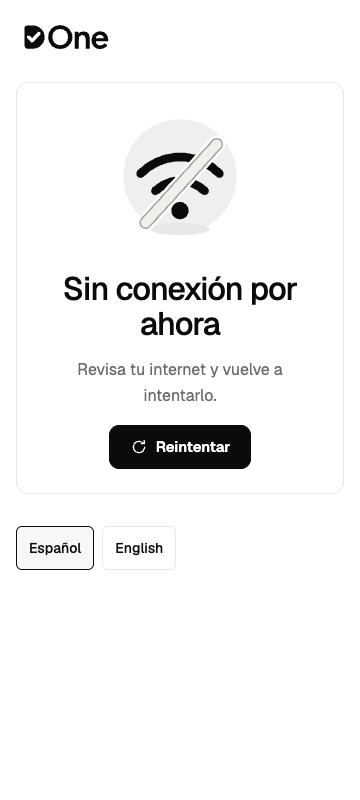 One
Sin conexión por
ahora
Revisa tu internet y vuelve a
intentarlo.
Reintentar
Español
English